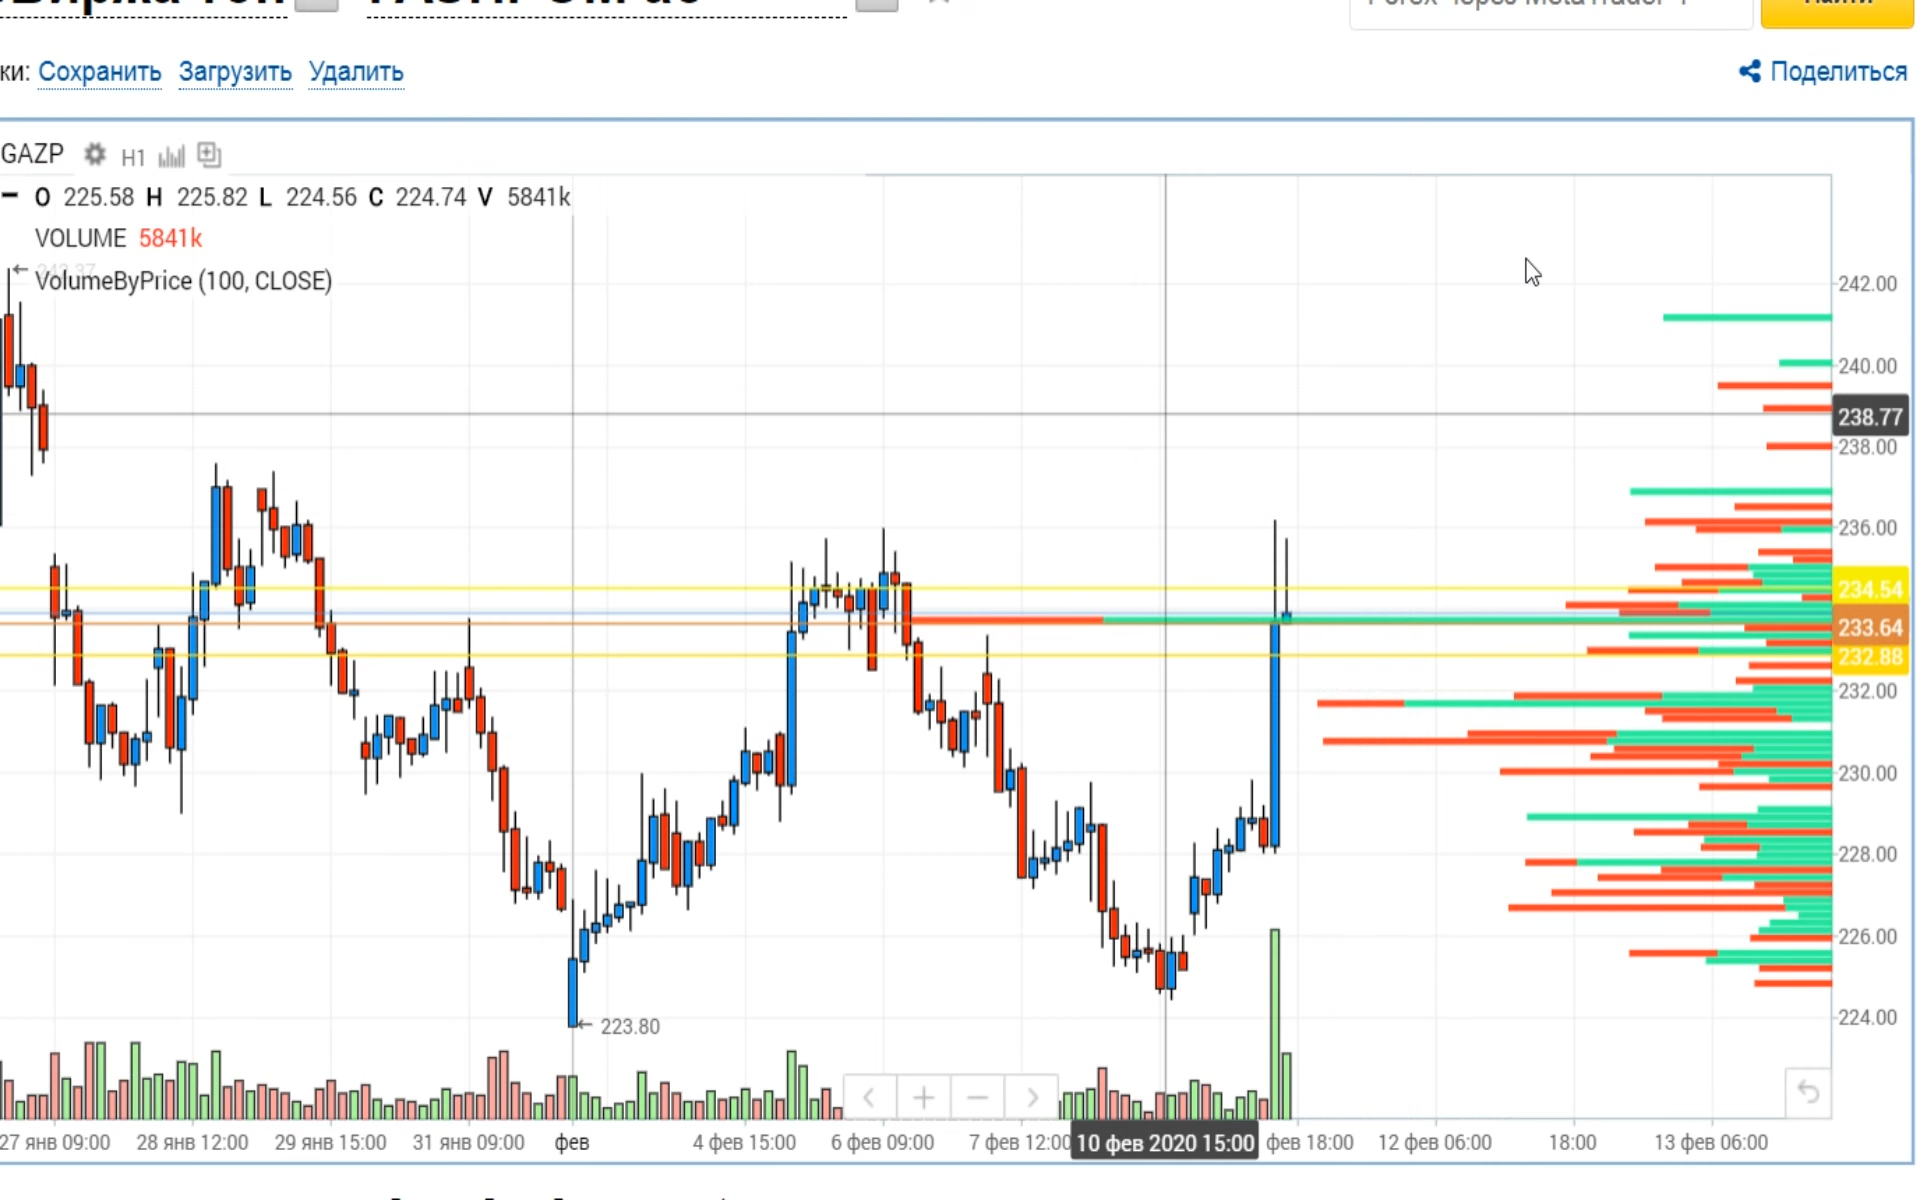 ки: Сохранить Загрузить Удалить
Поделиться
GAZP H1
O 225.58 H 225.82 L 224.56 C 224.74 V 5841k
VOLUME 5841k
VolumeByPrice (100, CLOSE)
242.00
240.00
238.77
238.00
236.00
234.54
233.64
232.88
232.00
230.00
228.00
226.00
224.00
223.80
27 янв 09:00 28 янв 12:00 29 янв 15:00 31 янв 09:00 фев 4 фев 15:00 6 фев 09:00 7 фев 12:00 10 фев 2020 15:00 фев 18:00 12 фев 06:00 18:00 13 фев 06:00